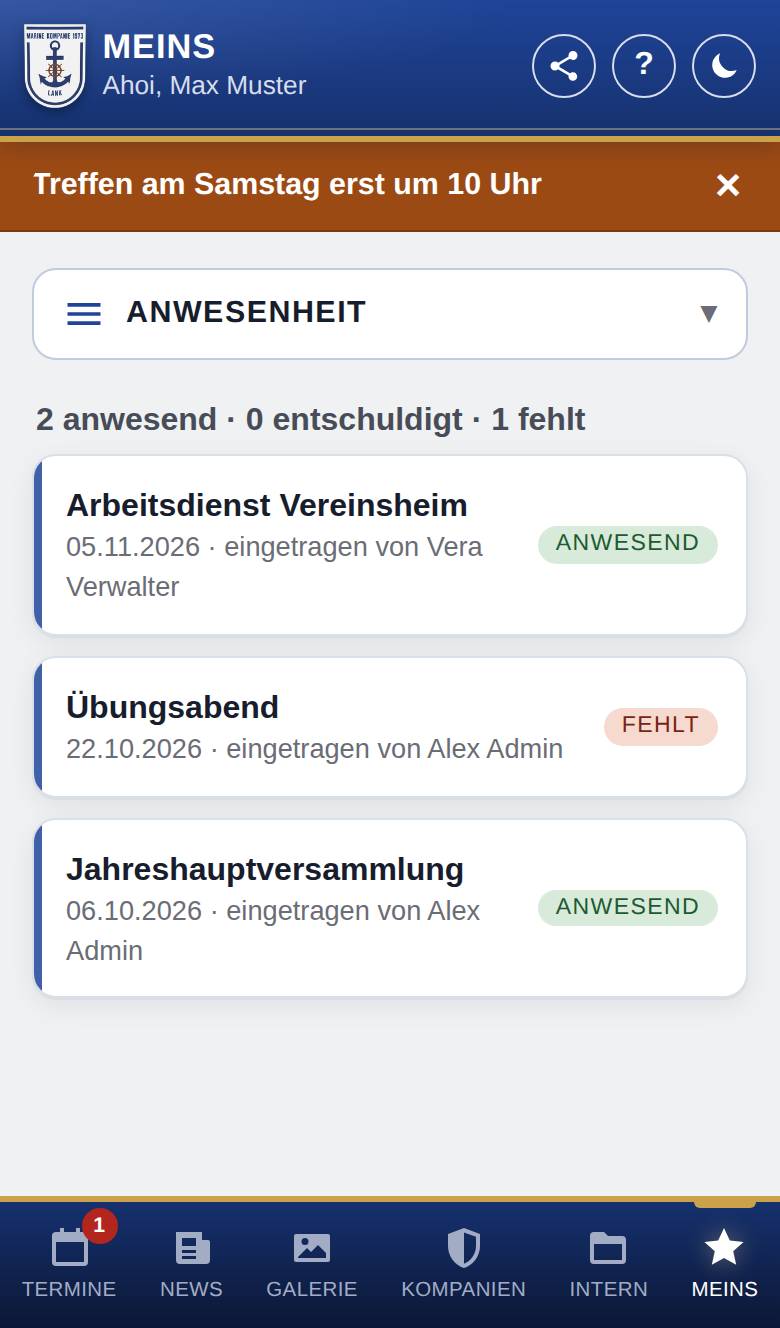 MARINE KOMPANIE 1973
LANK
MEINS
Ahoi, Max Muster
?
Treffen am Samstag erst um 10 Uhr
ANWESENHEIT
2 anwesend · 0 entschuldigt · 1 fehlt
Arbeitsdienst Vereinsheim
05.11.2026 · eingetragen von Vera
Verwalter
ANWESEND
Übungsabend
22.10.2026 · eingetragen von Alex Admin
FEHLT
Jahreshauptversammlung
06.10.2026 · eingetragen von Alex
Admin
ANWESEND
1
TERMINE
NEWS
GALERIE
KOMPANIEN
INTERN
MEINS